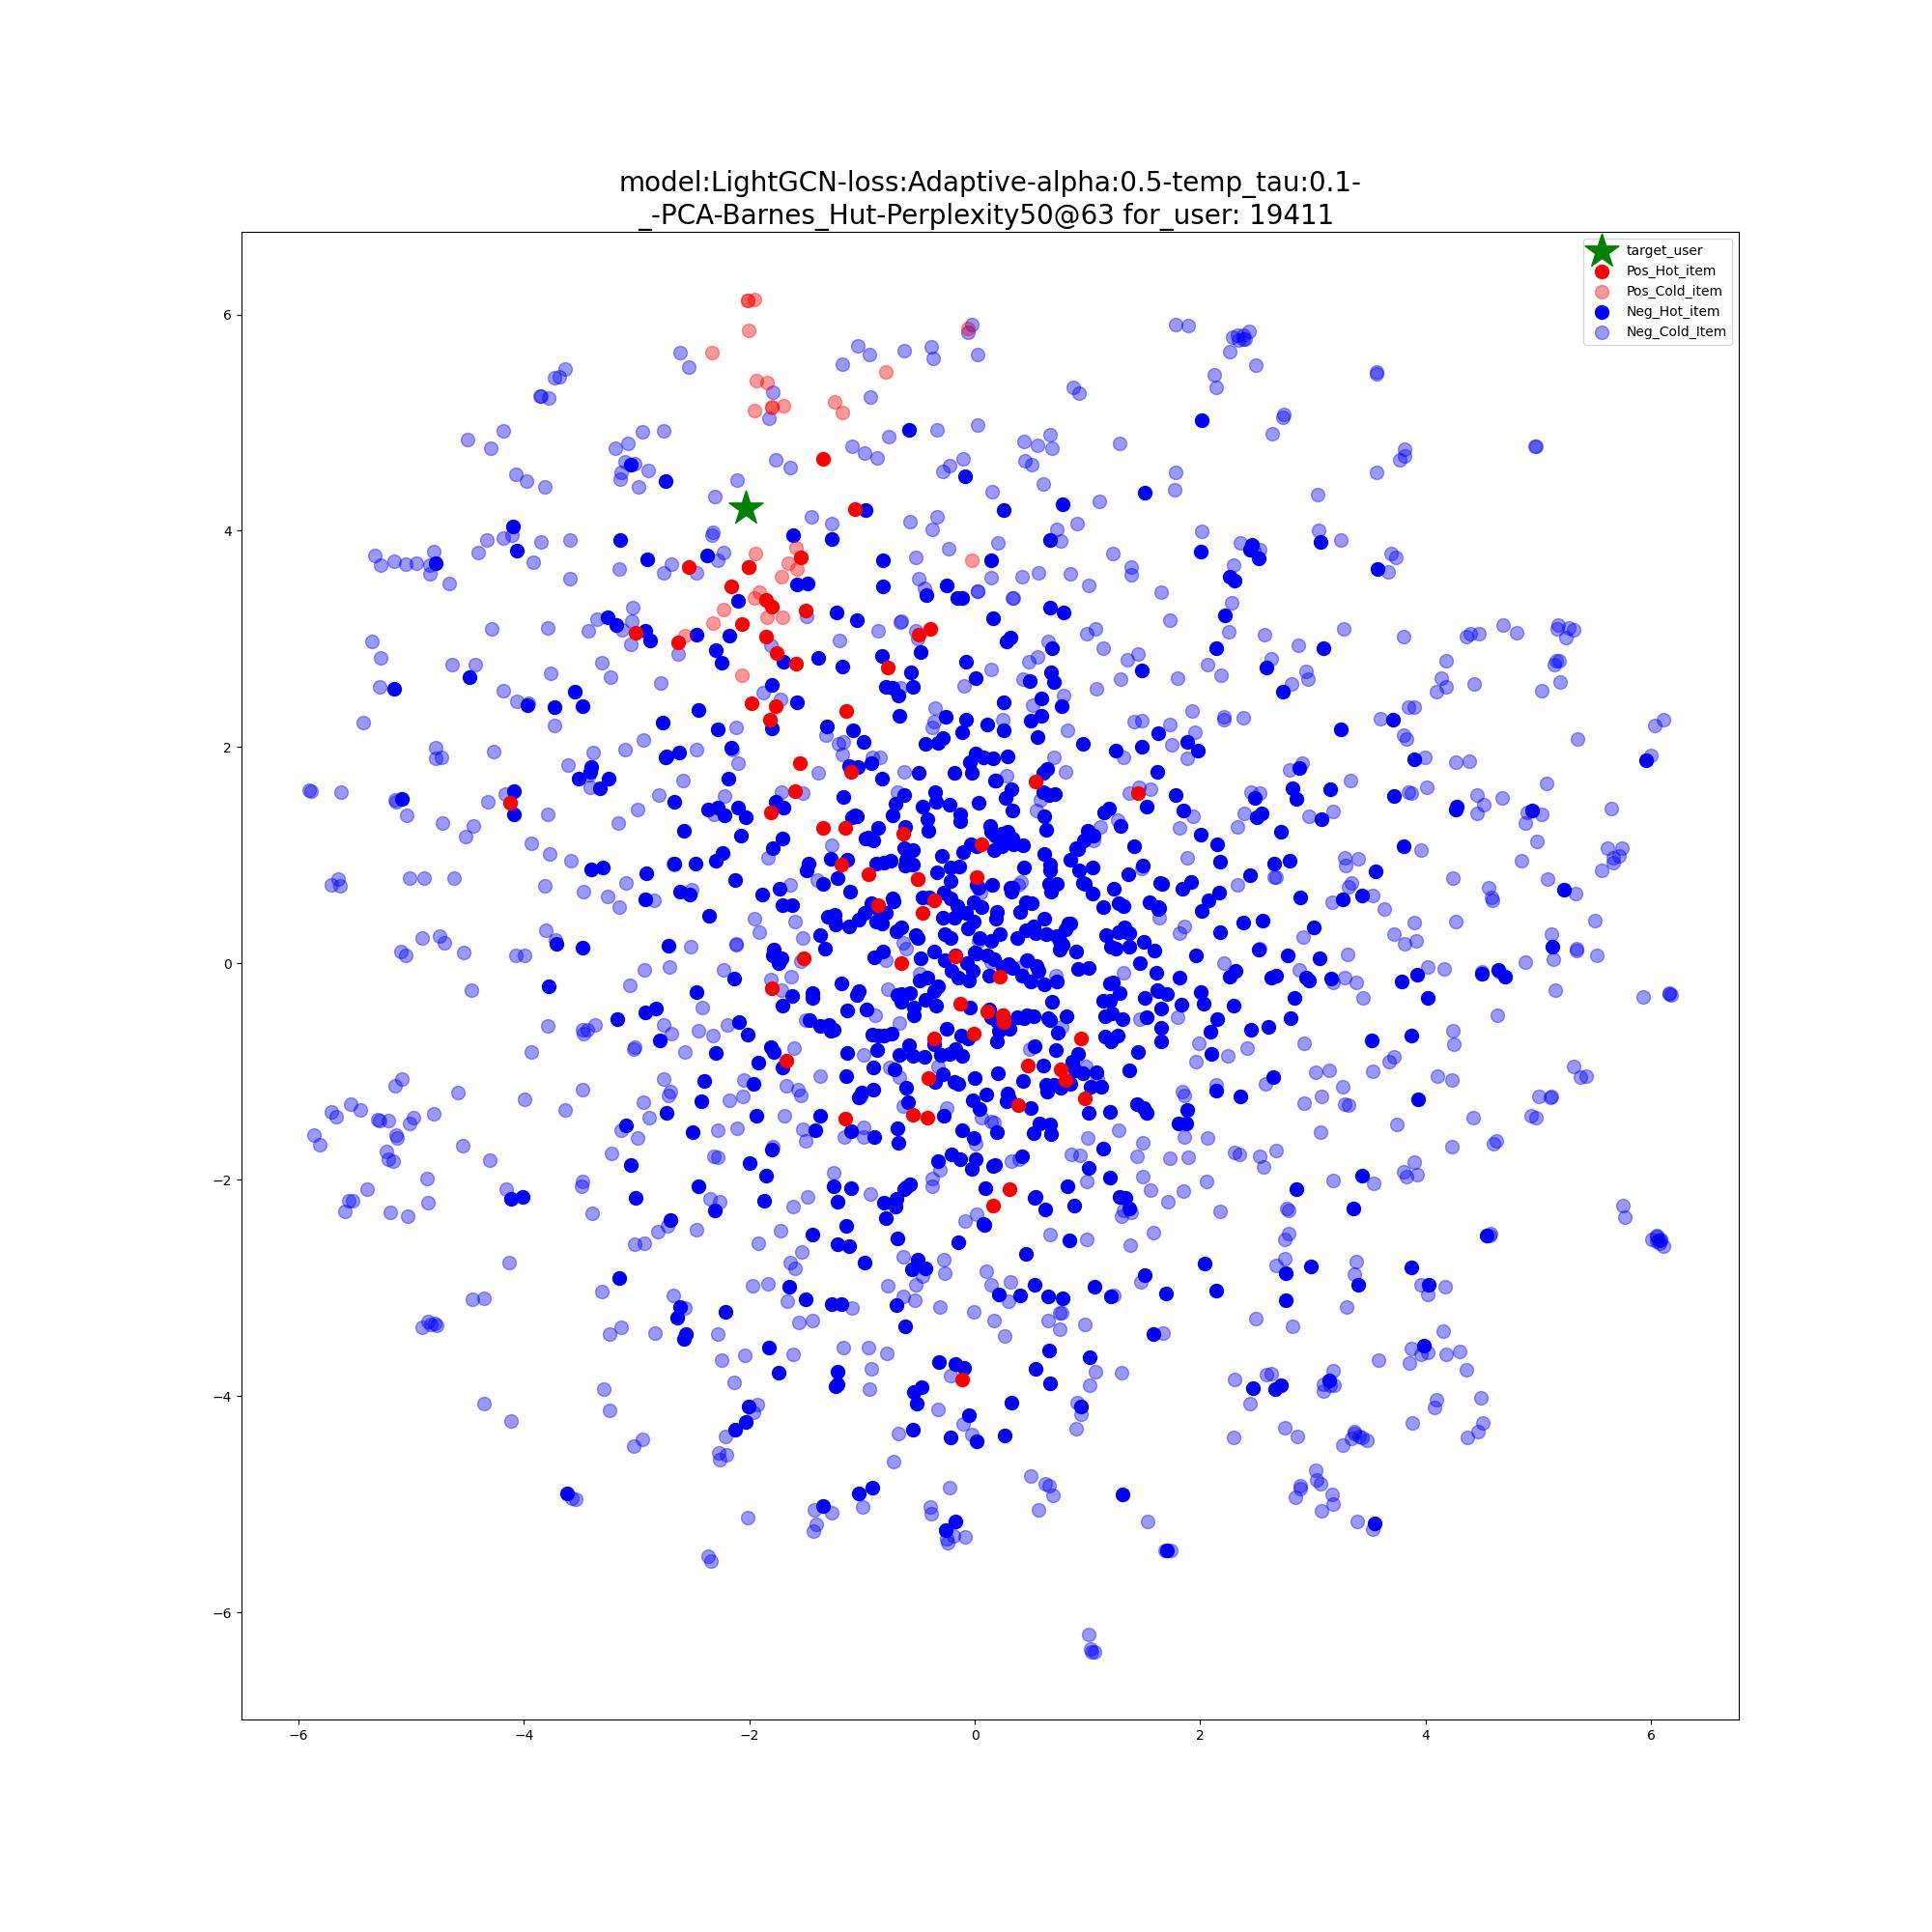 model:LightGCN-loss:Adaptive-alpha:0.5-temp_tau:0.1-
_-PCA-Barnes_Hut-Perplexity50@63 for_user: 19411
target_user
Pos_Hot_item
Pos_Cold_item
Neg_Hot_item
Neg_Cold_Item
6
4
2
0
−2
−4
−6
−6
−4
−2
0
2
4
6